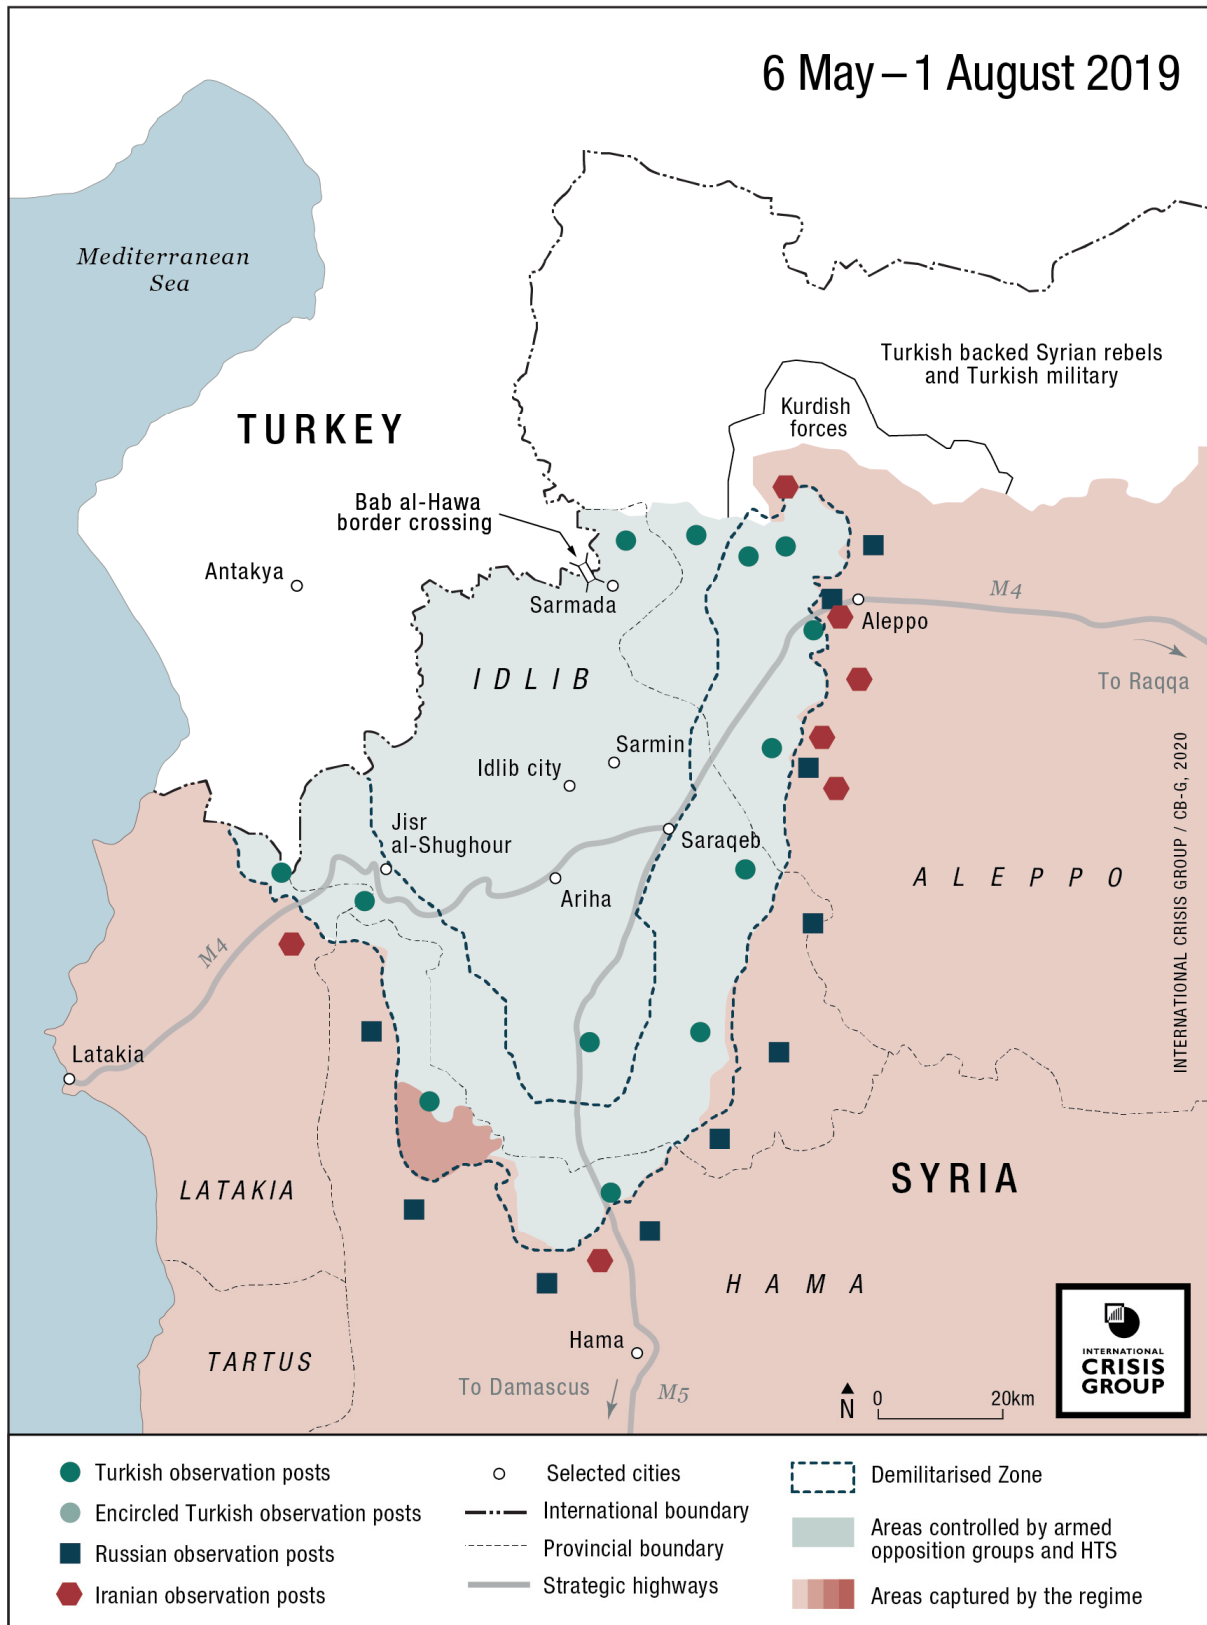 6 May – 1 August 2019
Mediterranean
Sea
Turkish backed Syrian rebels
and Turkish military
Kurdish
forces
TURKEY
Bab al-Hawa
border crossing
Antakya
Sarmada
M4
Aleppo
To Raqqa
IDLIB
Sarmin
Idlib city
Jisr
al-Shughour
Saraqeb
Ariha
ALEPPO
M4
Latakia
INTERNATIONAL CRISIS GROUP / CB-G, 2020
LATAKIA
SYRIA
HAMA
TARTUS
Hama
To Damascus
M5
N
0
20km
INTERNATIONAL
CRISIS
GROUP
Turkish observation posts
Encircled Turkish observation posts
Russian observation posts
Iranian observation posts
Selected cities
International boundary
Provincial boundary
Strategic highways
Demilitarised Zone
Areas controlled by armed
opposition groups and HTS
Areas captured by the regime